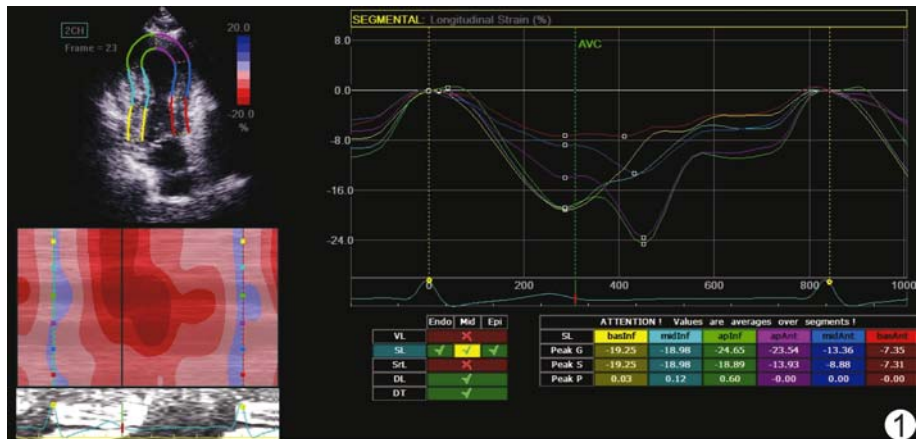 2CH
Frame = 23
20.0
-20.0
%
SEGMENTAL: Longitudinal Strain (%)
AVC
8.0
0.0
-8.0
-16.0
-24.0
0 200 400 600 800 1000
Endo Mid Epi
VL
SL
SrL
DL
DT
ATTENTION ! Values are averages over segments !
SL basInf midInf apInf apAnt midAnt basAnt
Peak G -19.25 -18.98 -24.65 -23.54 -13.36 -7.35
Peak S -19.25 -18.98 -18.89 -13.93 -8.88 -7.31
Peak P 0.03 0.12 0.60 -0.00 0.00 -0.00
1